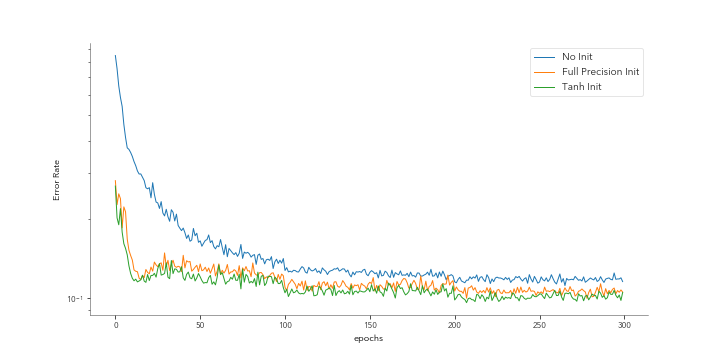 No Init
Full Precision Init
Tanh Init
Error Rate
10⁻¹
0 50 100 150 200 250 300
epochs